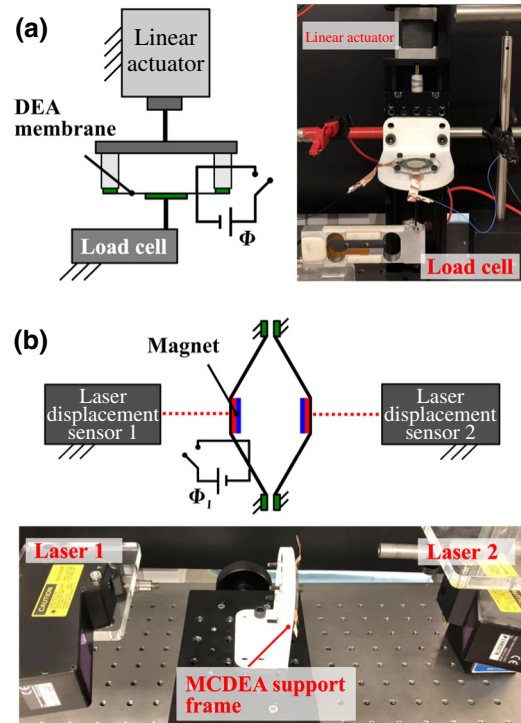 (a)
Linear
actuator
DEA
membrane
Φ
Load cell
Linear actuator
Load cell
(b)
Magnet
Laser
displacement
sensor 1
Laser
displacement
sensor 2
Φ₁
Laser 1
Laser 2
CAUTION
MCDEA support
frame